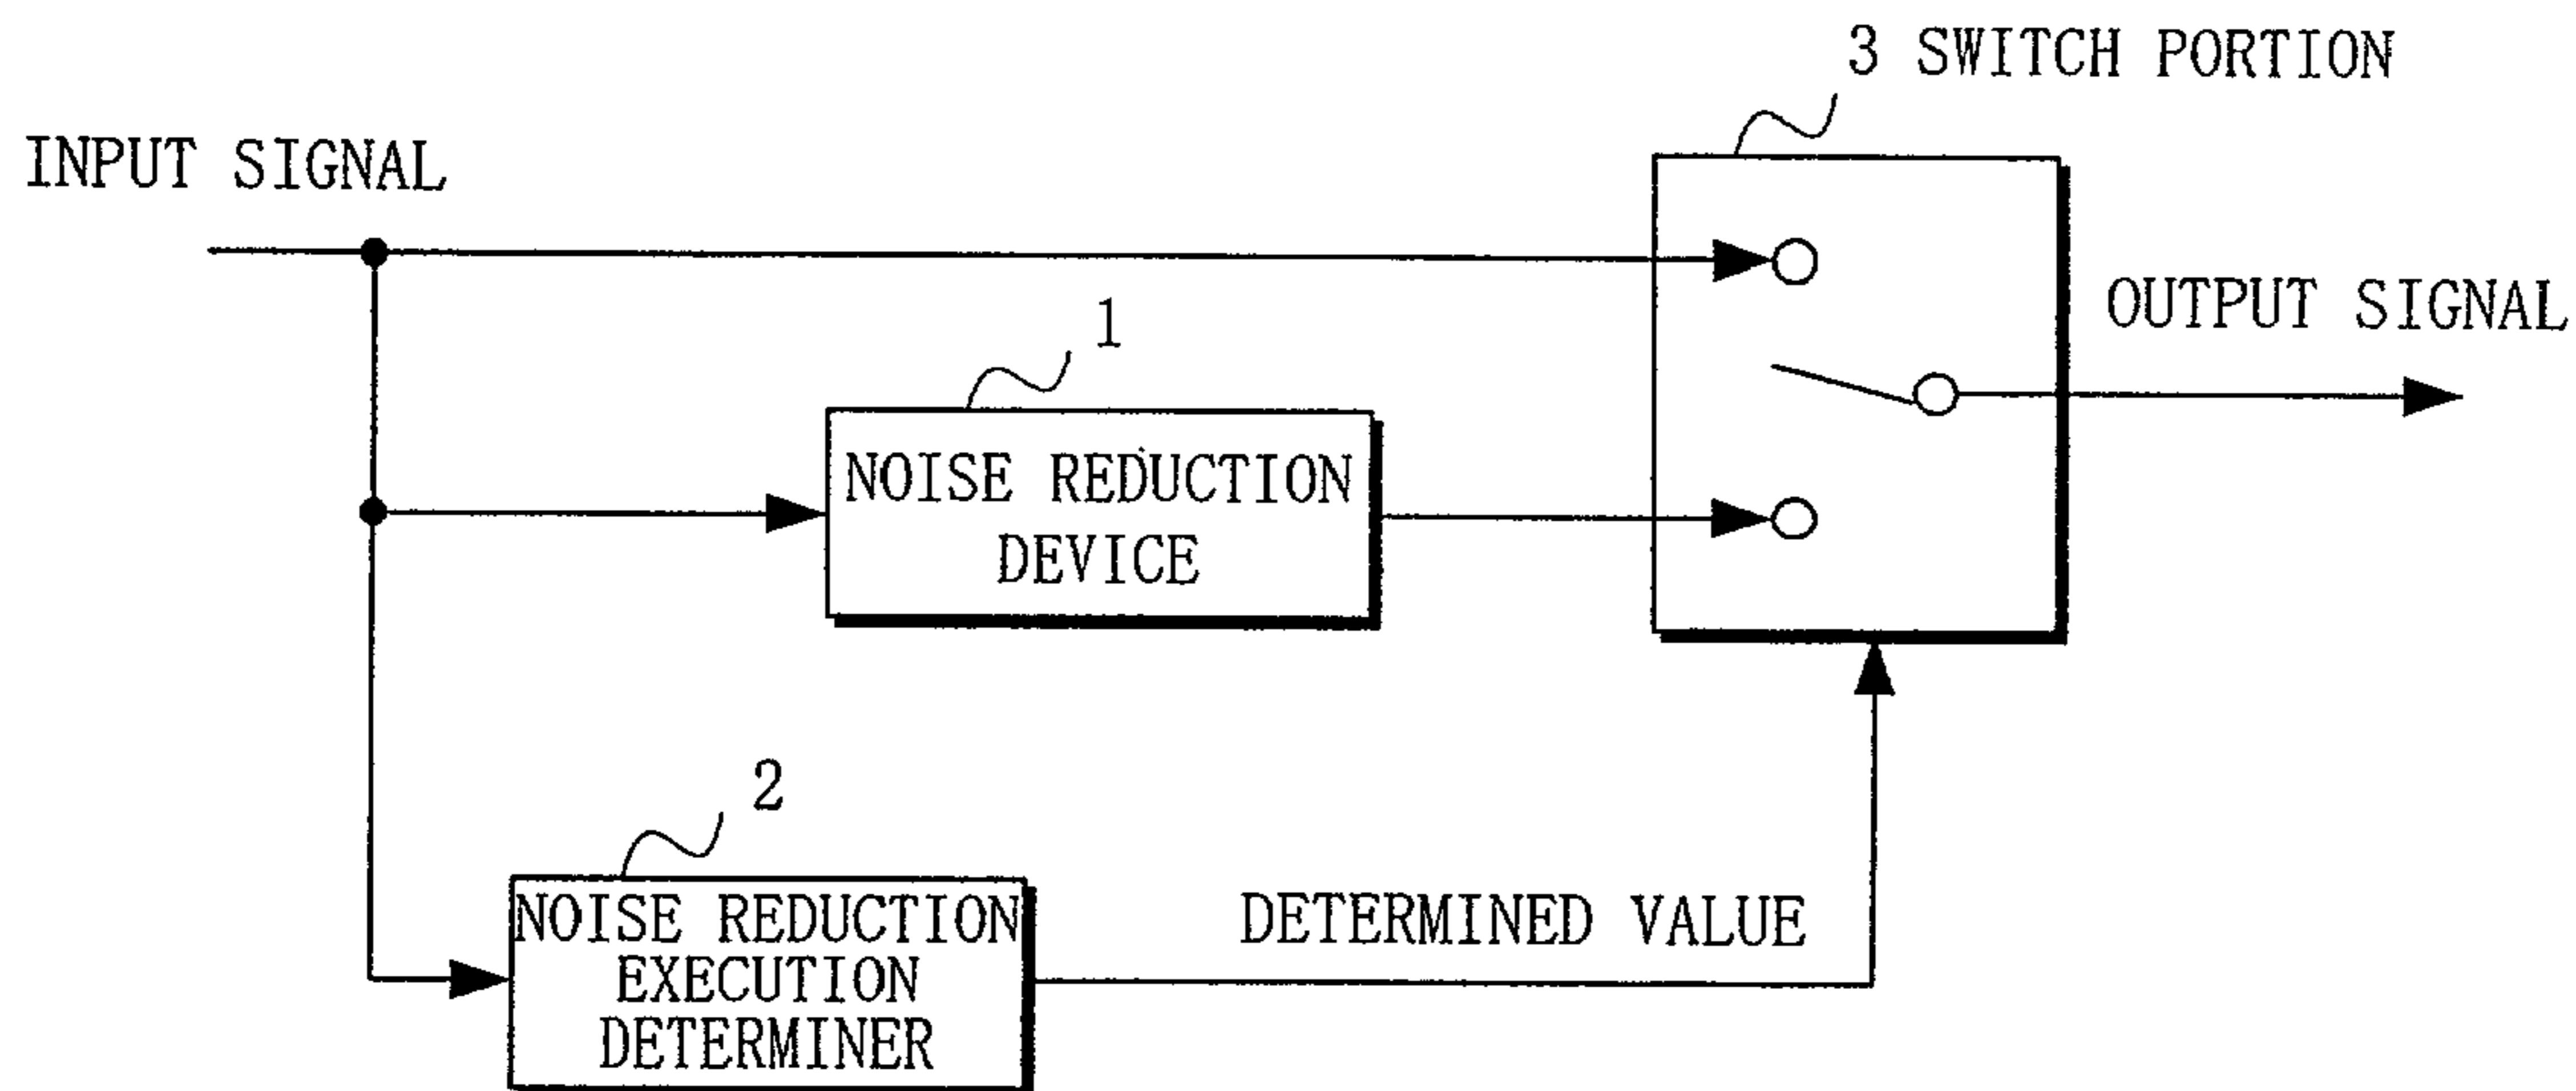 3 SWITCH PORTION
INPUT SIGNAL
OUTPUT SIGNAL
1
NOISE REDUCTION
DEVICE
2
NOISE REDUCTION
EXECUTION
DETERMINER
DETERMINED VALUE